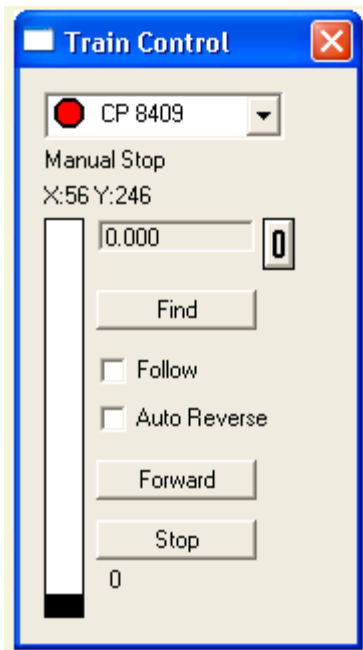 Train Control
CP 8409
Manual Stop
X:56 Y:246
0.000
0
Find
Follow
Auto Reverse
Forward
Stop
0